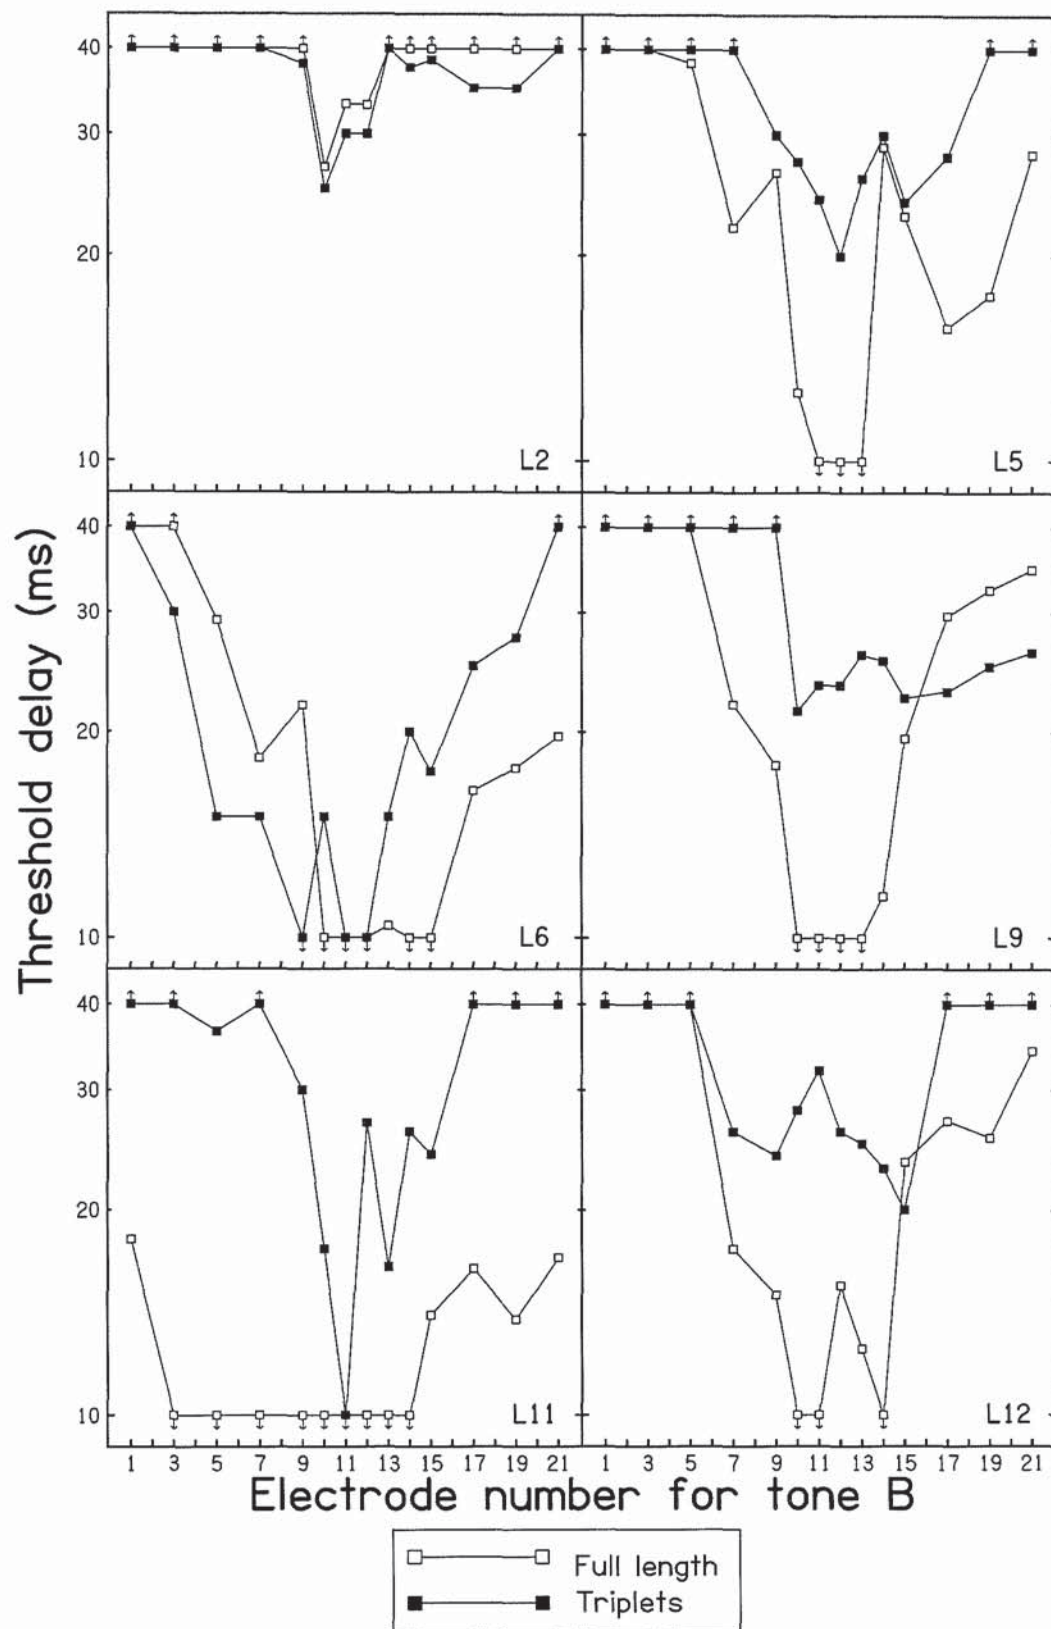 40
30
20
10
L2
L5
40
30
20
10
L6
L9
40
30
20
10
L11
L12
Threshold delay (ms)
1 3 5 7 9 11 13 15 17 19 21 1 3 5 7 9 11 13 15 17 19 21
Electrode number for tone B
Full length
Triplets